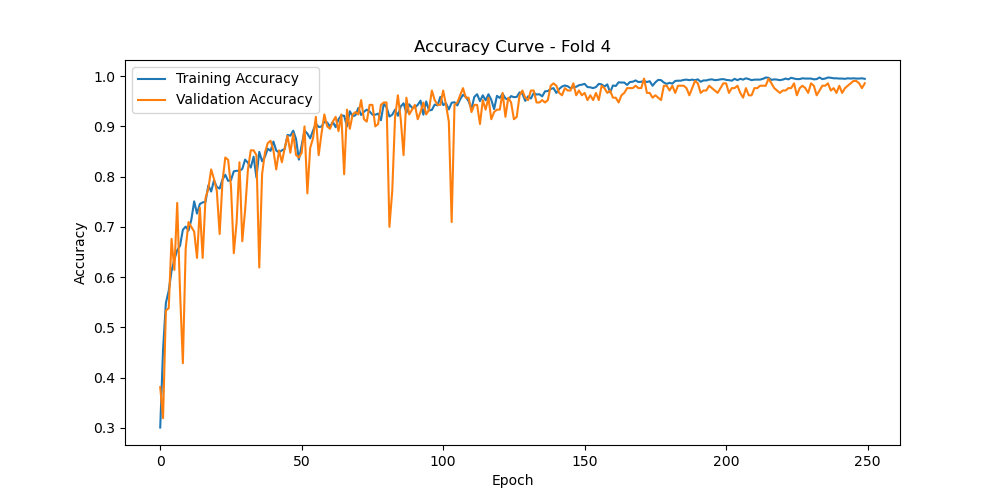 Accuracy Curve - Fold 4
Training Accuracy
Validation Accuracy
Accuracy
1.0
0.9
0.8
0.7
0.6
0.5
0.4
0.3
0 50 100 150 200 250
Epoch